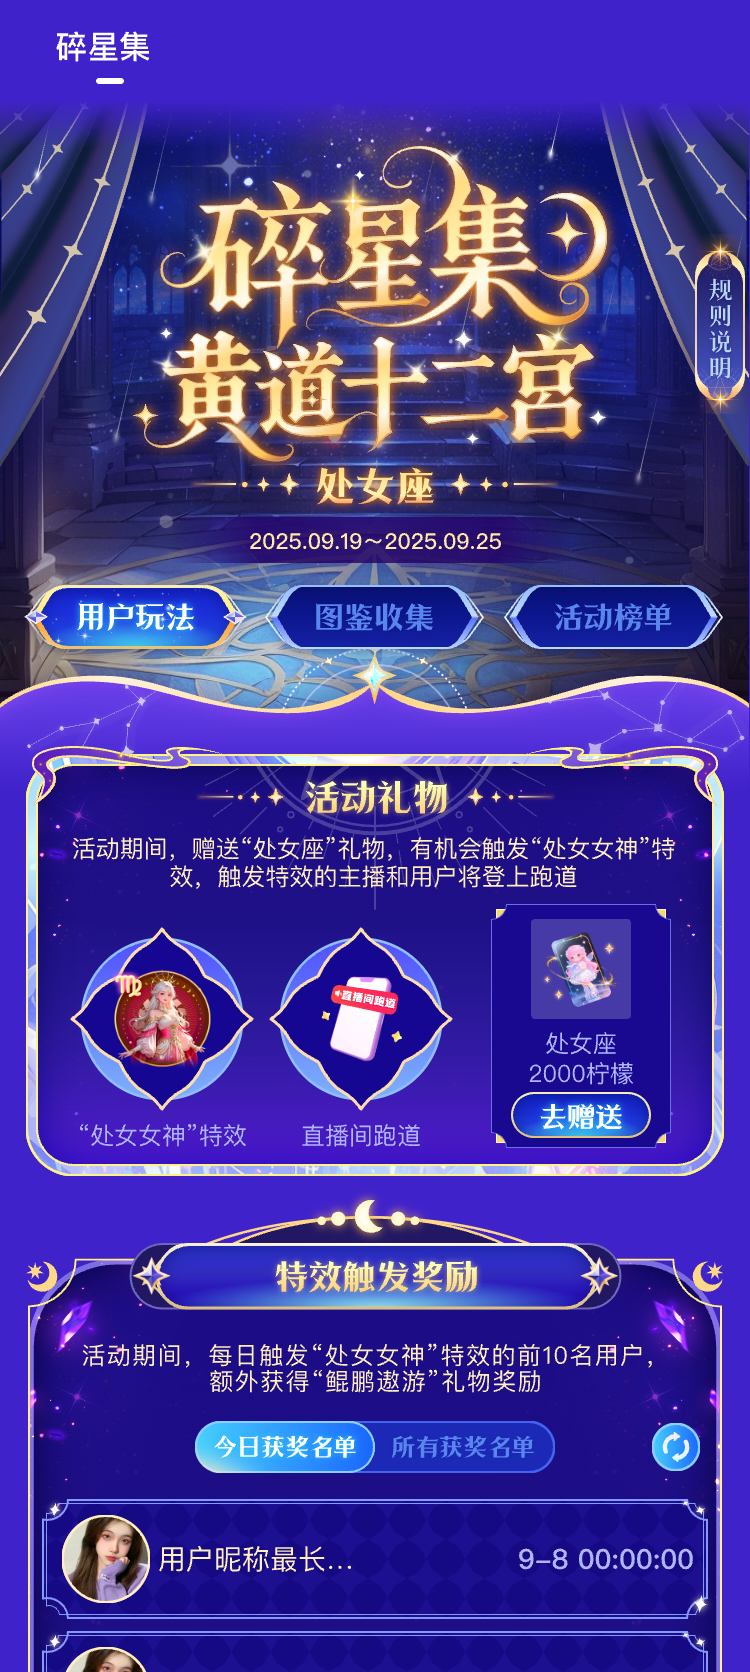 碎星集
碎星集
黄道十二宫
处女座
2025.09.19～2025.09.25
规则说明
用户玩法
图鉴收集
活动榜单
活动礼物
活动期间，赠送“处女座”礼物，有机会触发“处女女神”特
效，触发特效的主播和用户将登上跑道
直播间跑道
处女座
2000柠檬
去赠送
“处女女神”特效
直播间跑道
特效触发奖励
活动期间，每日触发“处女女神”特效的前10名用户，
额外获得“鲲鹏遨游”礼物奖励
今日获奖名单
所有获奖名单
用户昵称最长...
9-8 00:00:00